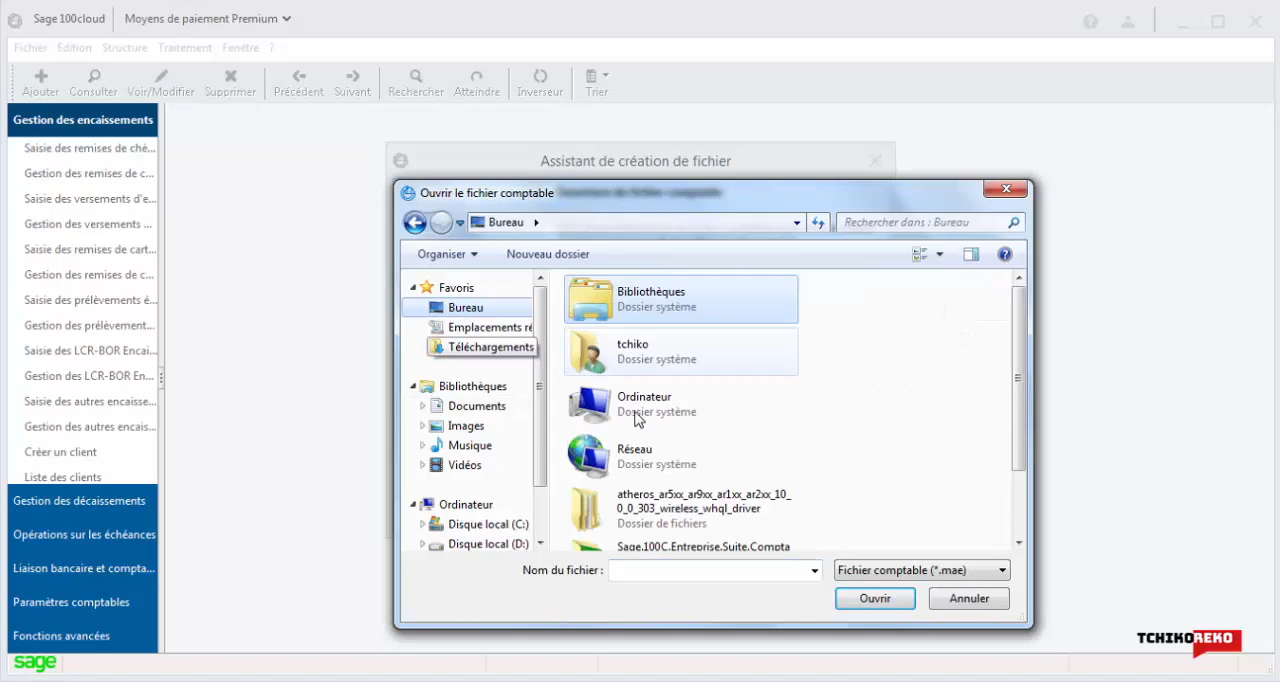 Sage 100cloud
Moyens de paiement Premium
Fichier Edition Structure Traitement Fenêtre ?
Ajouter Consulter Voir/Modifier Supprimer Précédent Suivant Rechercher Atteindre Inverseur Trier
Gestion des encaissements
Saisie des remises de chè...
Gestion des remises de c...
Saisie des versements d'e...
Gestion des versements ...
Saisie des remises de cart...
Gestion des remises de c...
Saisie des prélèvements é...
Gestion des prélèvement...
Saisie des LCR-BOR Encai...
Gestion des LCR-BOR En...
Saisie des autres encaisse...
Gestion des autres encais...
Créer un client
Liste des clients
Gestion des décaissements
Opérations sur les échéances
Liaison bancaire et compta...
Paramètres comptables
Fonctions avancées
sage
Assistant de création de fichier
Ouvrir le fichier comptable
Bureau
Rechercher dans : Bureau
Organiser
Nouveau dossier
Favoris
Bureau
Emplacements ré
Téléchargements
Bibliothèques
Documents
Images
Musique
Vidéos
Ordinateur
Disque local (C:)
Disque local (D:)
Bibliothèques
Dossier système
tchiko
Dossier système
Ordinateur
Dossier système
Réseau
Dossier système
atheros_ar5xx_ar9xx_ar1xx_ar2xx_10_
0_0_303_wireless_whql_driver
Dossier de fichiers
Sage.100C.Entreprise.Suite.Compta
Nom du fichier :
Fichier comptable (*.mae)
Ouvrir
Annuler
TCHIKOREKO